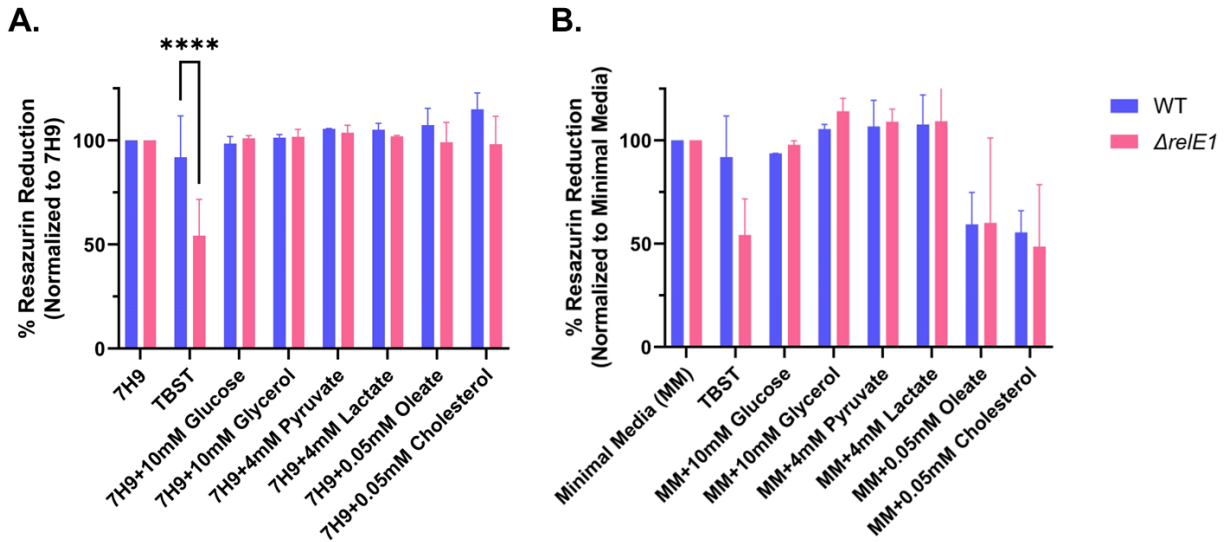 A.
****
% Resazurin Reduction
(Normalized to 7H9)
100
50
0
7H9
TBST
7H9+10mM Glucose
7H9+10mM Glycerol
7H9+4mM Pyruvate
7H9+4mM Lactate
7H9+0.05mM Oleate
7H9+0.05mM Cholesterol
B.
% Resazurin Reduction
(Normalized to Minimal Media)
100
50
0
Minimal Media (MM)
TBST
MM+10mM Glucose
MM+10mM Glycerol
MM+4mM Pyruvate
MM+4mM Lactate
MM+0.05mM Oleate
MM+0.05mM Cholesterol
WT
ΔrelE1